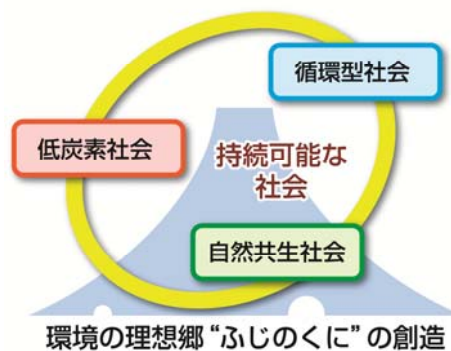 循環型社会
低炭素社会
持続可能な
社会
自然共生社会
環境の理想郷“ふじのくに”の創造